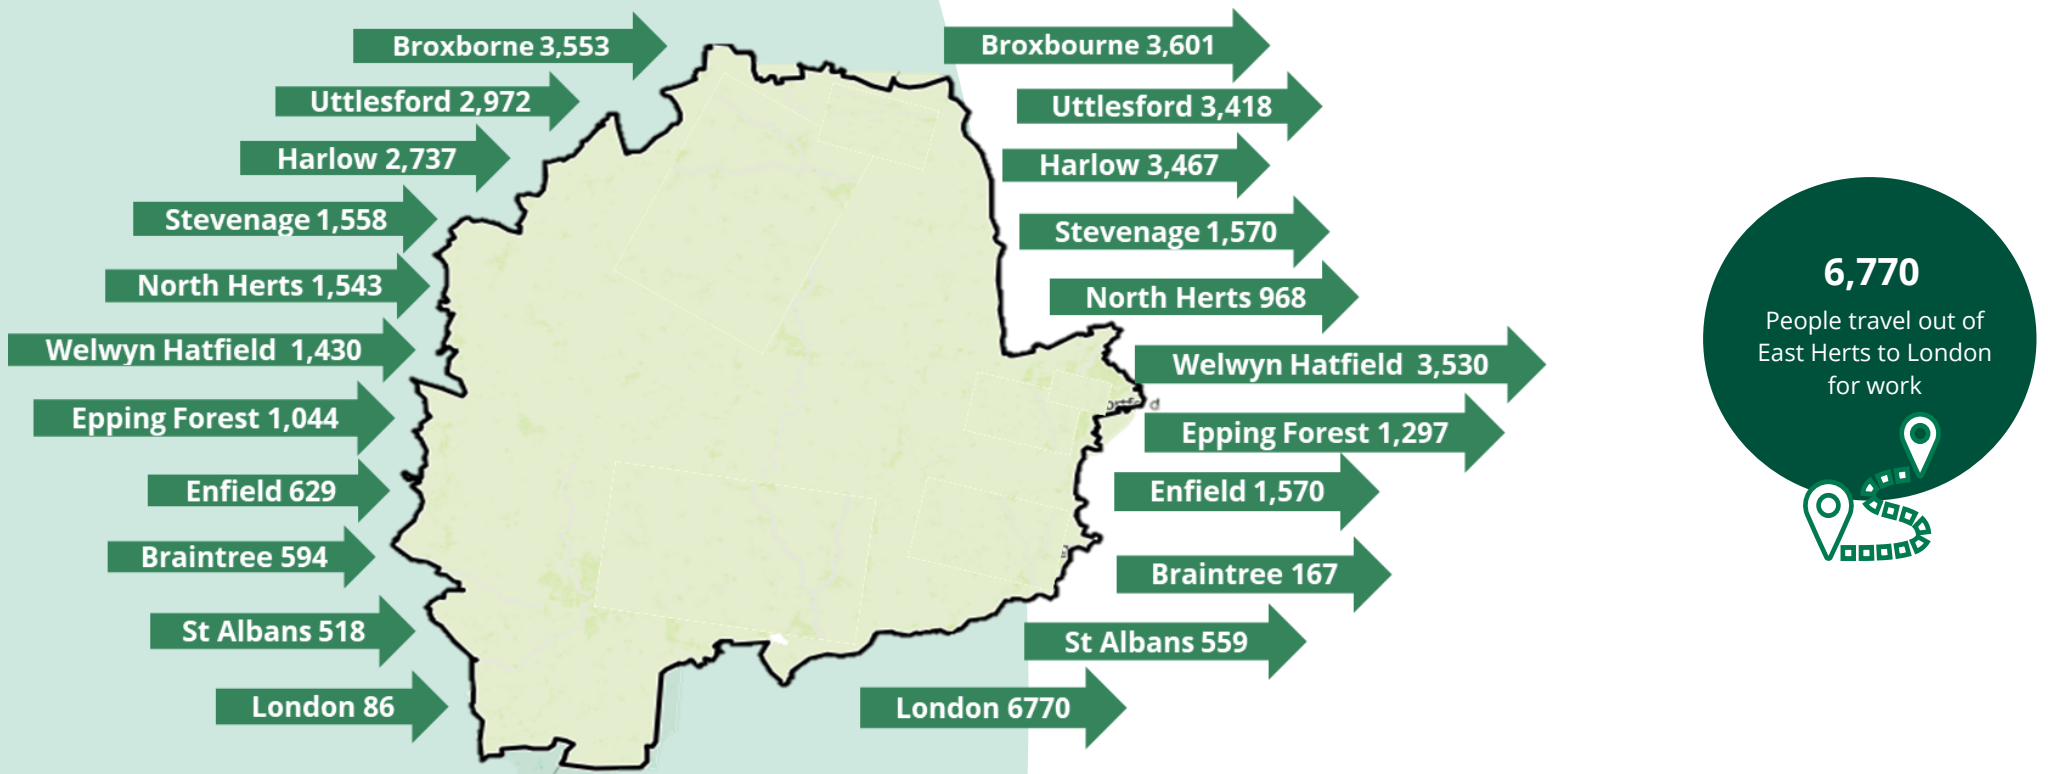 Broxborne 3,553
Uttlesford 2,972
Harlow 2,737
Stevenage 1,558
North Herts 1,543
Welwyn Hatfield 1,430
Epping Forest 1,044
Enfield 629
Braintree 594
St Albans 518
London 86
Broxbourne 3,601
Uttlesford 3,418
Harlow 3,467
Stevenage 1,570
North Herts 968
Welwyn Hatfield 3,530
Epping Forest 1,297
Enfield 1,570
Braintree 167
St Albans 559
London 6770
6,770
People travel out of
East Herts to London
for work